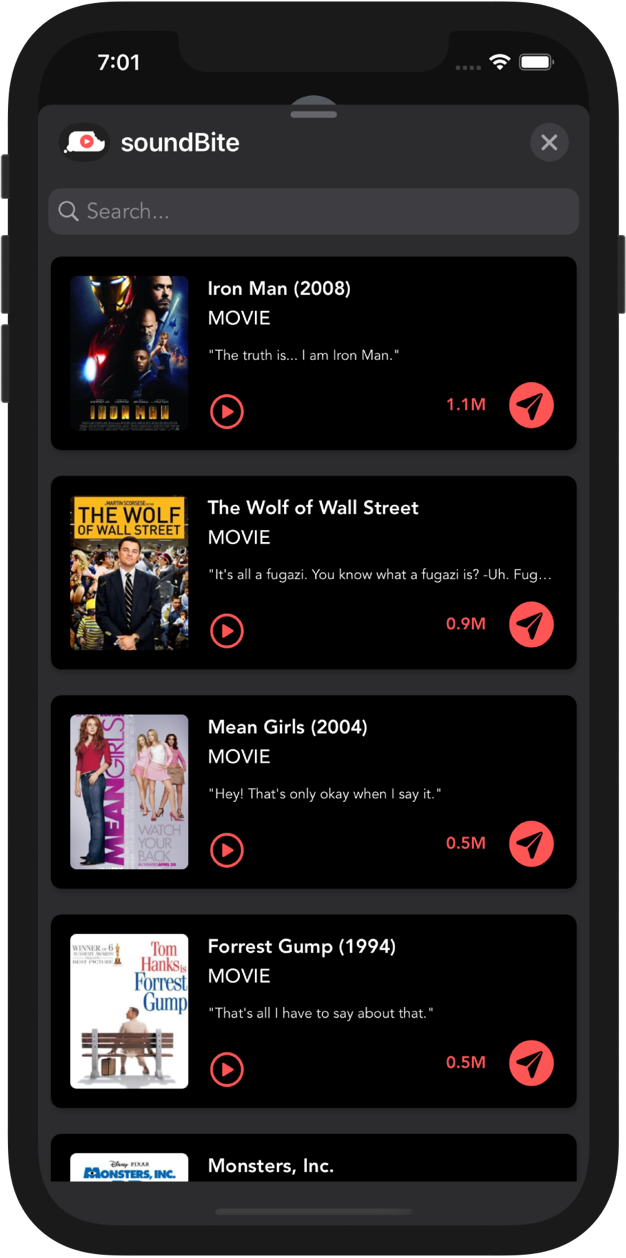 7:01
soundBite
Search...
Iron Man (2008)
MOVIE
"The truth is... I am Iron Man."
IRON MAN
1.1M
MARTIN SCORSESE
THE WOLF
OF WALL STREET
The Wolf of Wall Street
MOVIE
"It's all a fugazi. You know what a fugazi is? -Uh. Fug...
0.9M
MEAN GIRLS
WATCH
YOUR
BACK
Mean Girls (2004)
MOVIE
"Hey! That's only okay when I say it."
0.5M
WINNER OF 6
ACADEMY AWARDS
BEST PICTURE
Tom
Hanks is
Forrest
Gump
Forrest Gump (1994)
MOVIE
"That's all I have to say about that."
0.5M
Disney PIXAR
MONSTERS, INC.
Monsters, Inc.